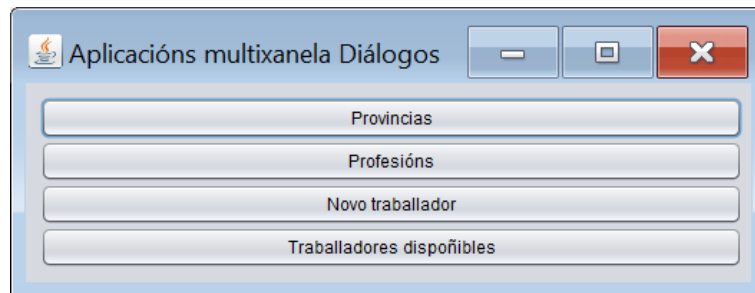 Aplicacións multixanela Diálogos
Provincias
Profesións
Novo traballador
Traballadores dispoñibles